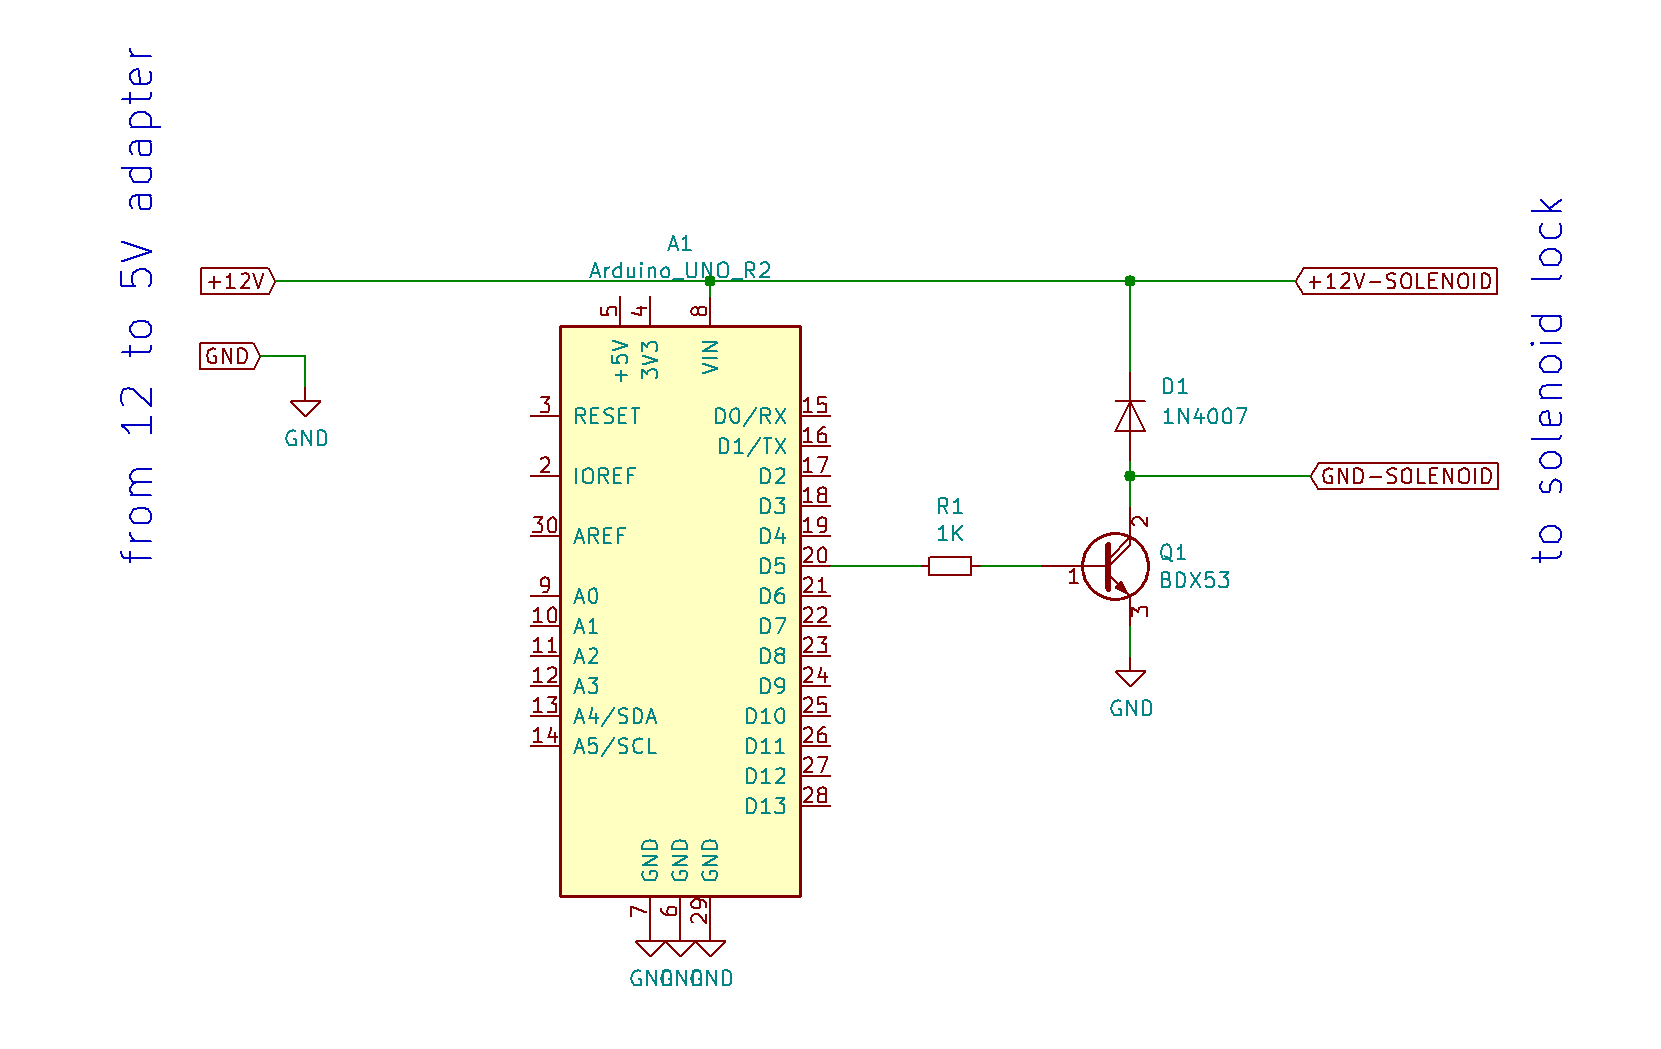 from 12 to 5V adapter
to solenoid lock
A1
Arduino_UNO_R2
+12V
+12V-SOLENOID
GND
GND
5
4
8
+5V
3V3
VIN
3
RESET
D0/RX
15
D1/TX
16
2
IOREF
D2
17
D3
18
30
AREF
D4
19
D5
20
9
A0
D6
21
10
A1
D7
22
11
A2
D8
23
12
A3
D9
24
13
A4/SDA
D10
25
14
A5/SCL
D11
26
D12
27
D13
28
GND
GND
GND
7
6
29
GND
GND
GND
R1
1K
D1
1N4007
GND-SOLENOID
2
Q1
BDX53
1
3
GND